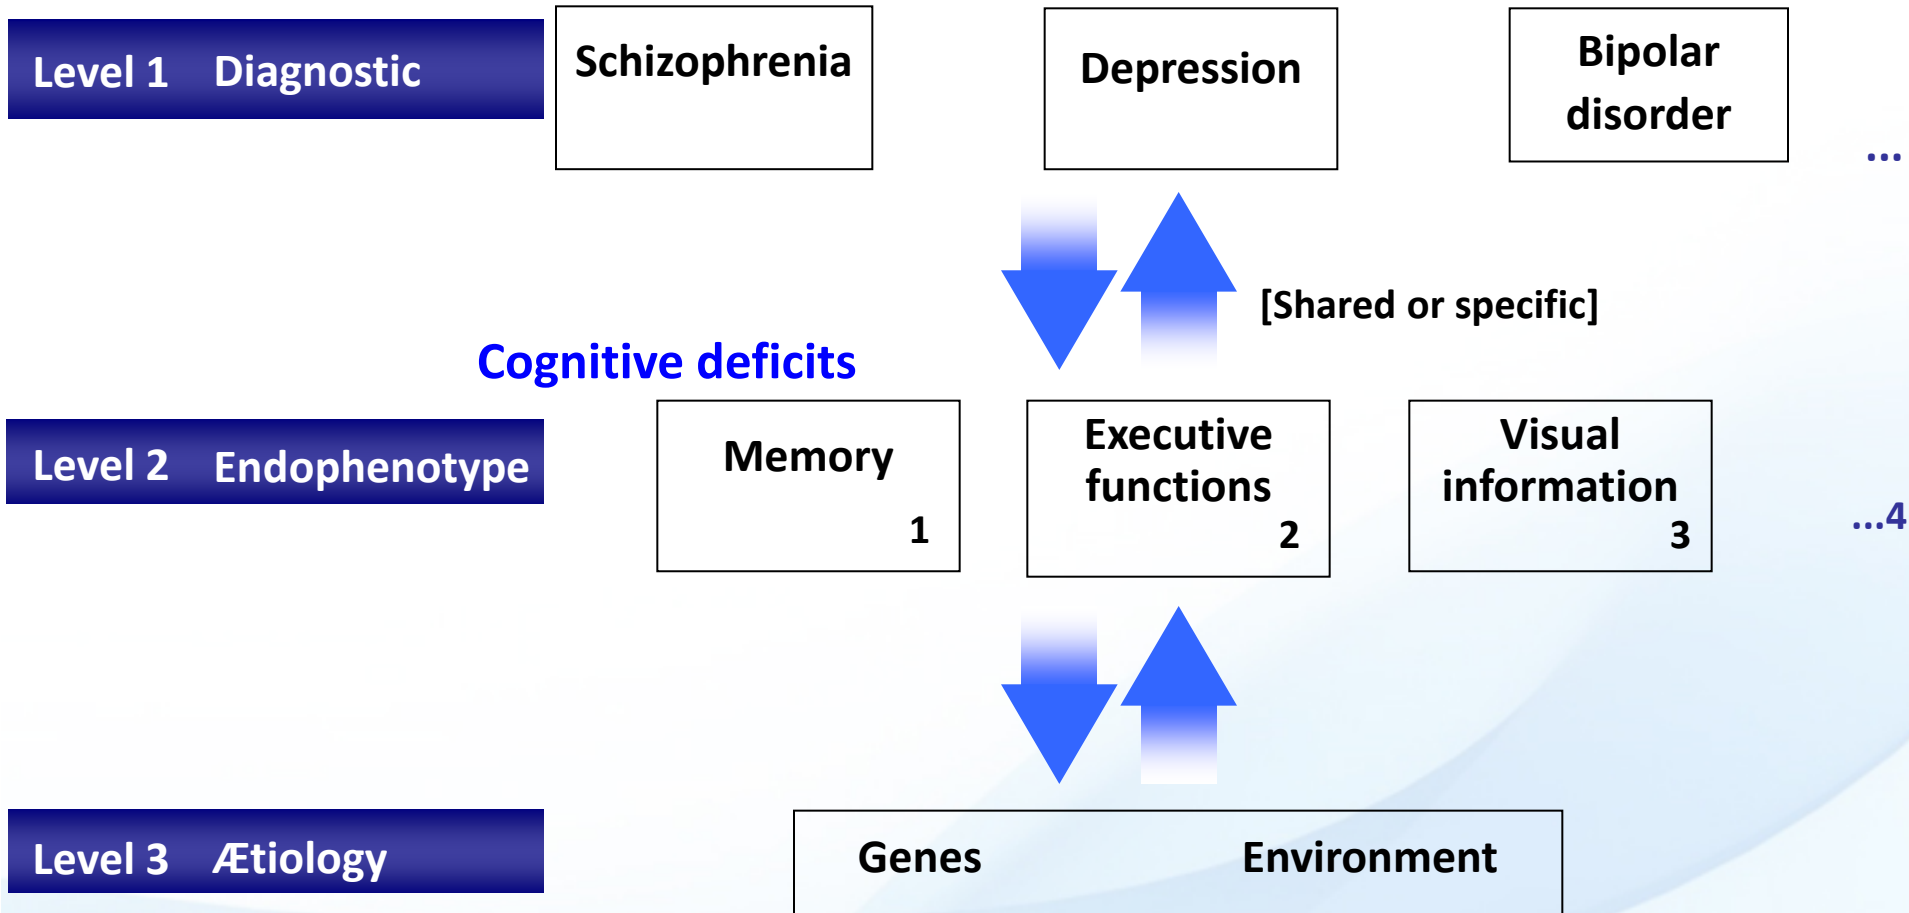 Level 1 Diagnostic
Schizophrenia
Depression
Bipolar
disorder
...
[Shared or specific]
Cognitive deficits
Level 2 Endophenotype
Memory
1
Executive
functions
2
Visual
information
3
...4
Level 3 Ætiology
Genes Environment